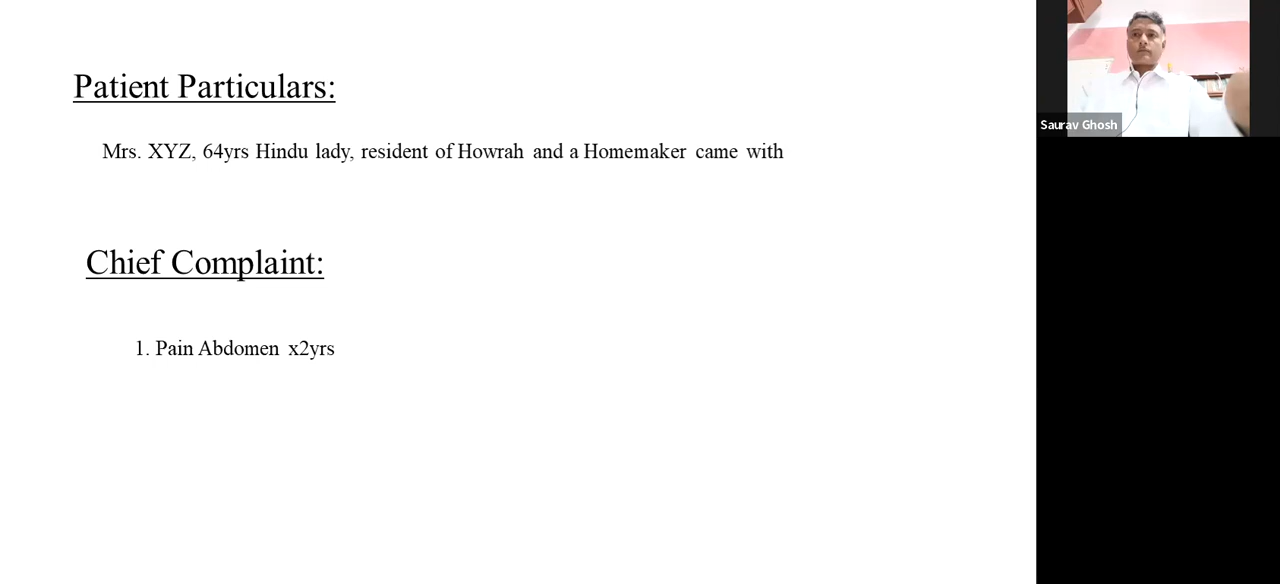 Patient Particulars:
Mrs. XYZ, 64yrs Hindu lady, resident of Howrah and a Homemaker came with
Chief Complaint:
1. Pain Abdomen x2yrs
Saurav Ghosh